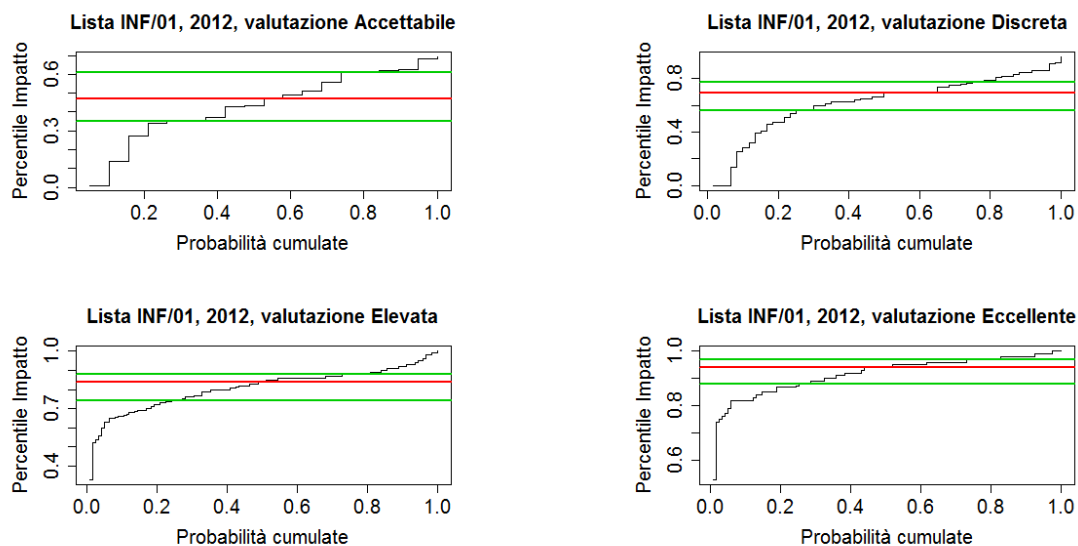 Lista INF/01, 2012, valutazione Accettabile
Percentile Impatto
0.0 0.3 0.6
0.2 0.4 0.6 0.8 1.0
Probabilità cumulate
Lista INF/01, 2012, valutazione Discreta
Percentile Impatto
0.0 0.4 0.8
0.0 0.2 0.4 0.6 0.8 1.0
Probabilità cumulate
Lista INF/01, 2012, valutazione Elevata
Percentile Impatto
0.4 0.7 1.0
0.0 0.2 0.4 0.6 0.8 1.0
Probabilità cumulate
Lista INF/01, 2012, valutazione Eccellente
Percentile Impatto
0.6 0.8 1.0
0.0 0.2 0.4 0.6 0.8 1.0
Probabilità cumulate